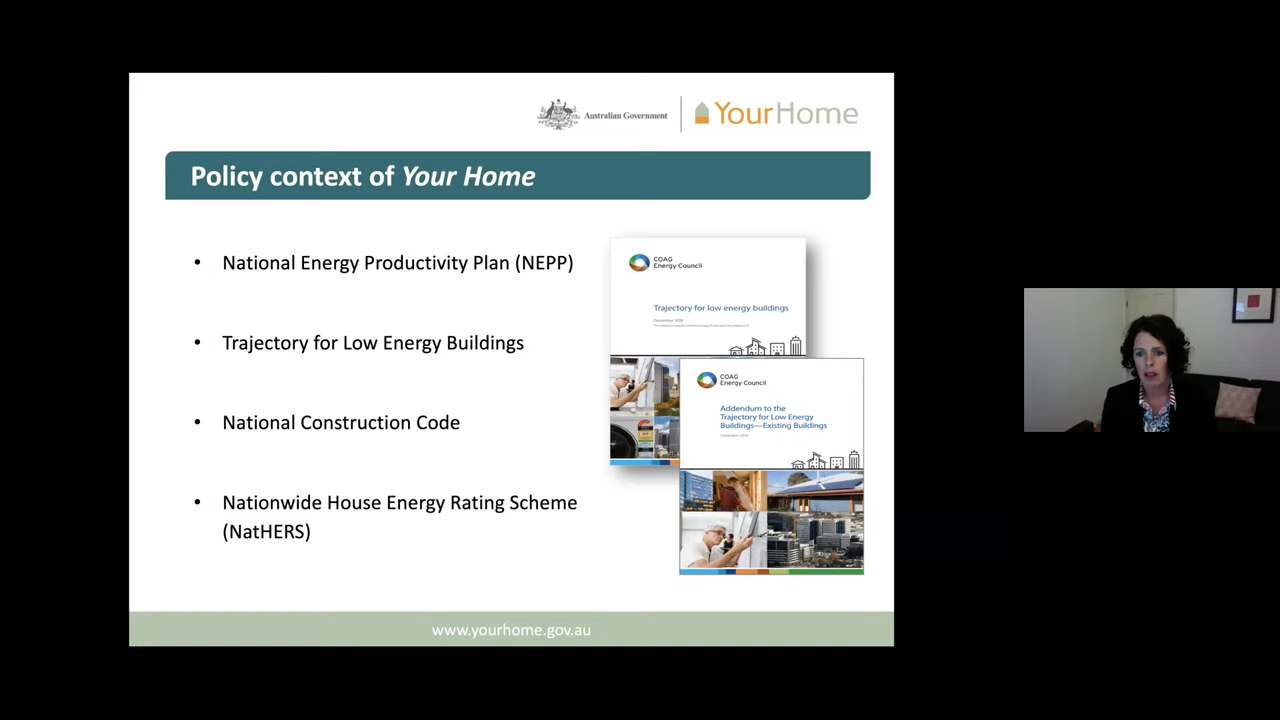 Australian Government
YourHome
Policy context of Your Home
• National Energy Productivity Plan (NEPP)
• Trajectory for Low Energy Buildings
• National Construction Code
• Nationwide House Energy Rating Scheme
(NatHERS)
COAG
Energy Council
Trajectory for low energy buildings
COAG
Energy Council
Addendum to the
Trajectory for Low Energy
Buildings—Existing Buildings
www.yourhome.gov.au